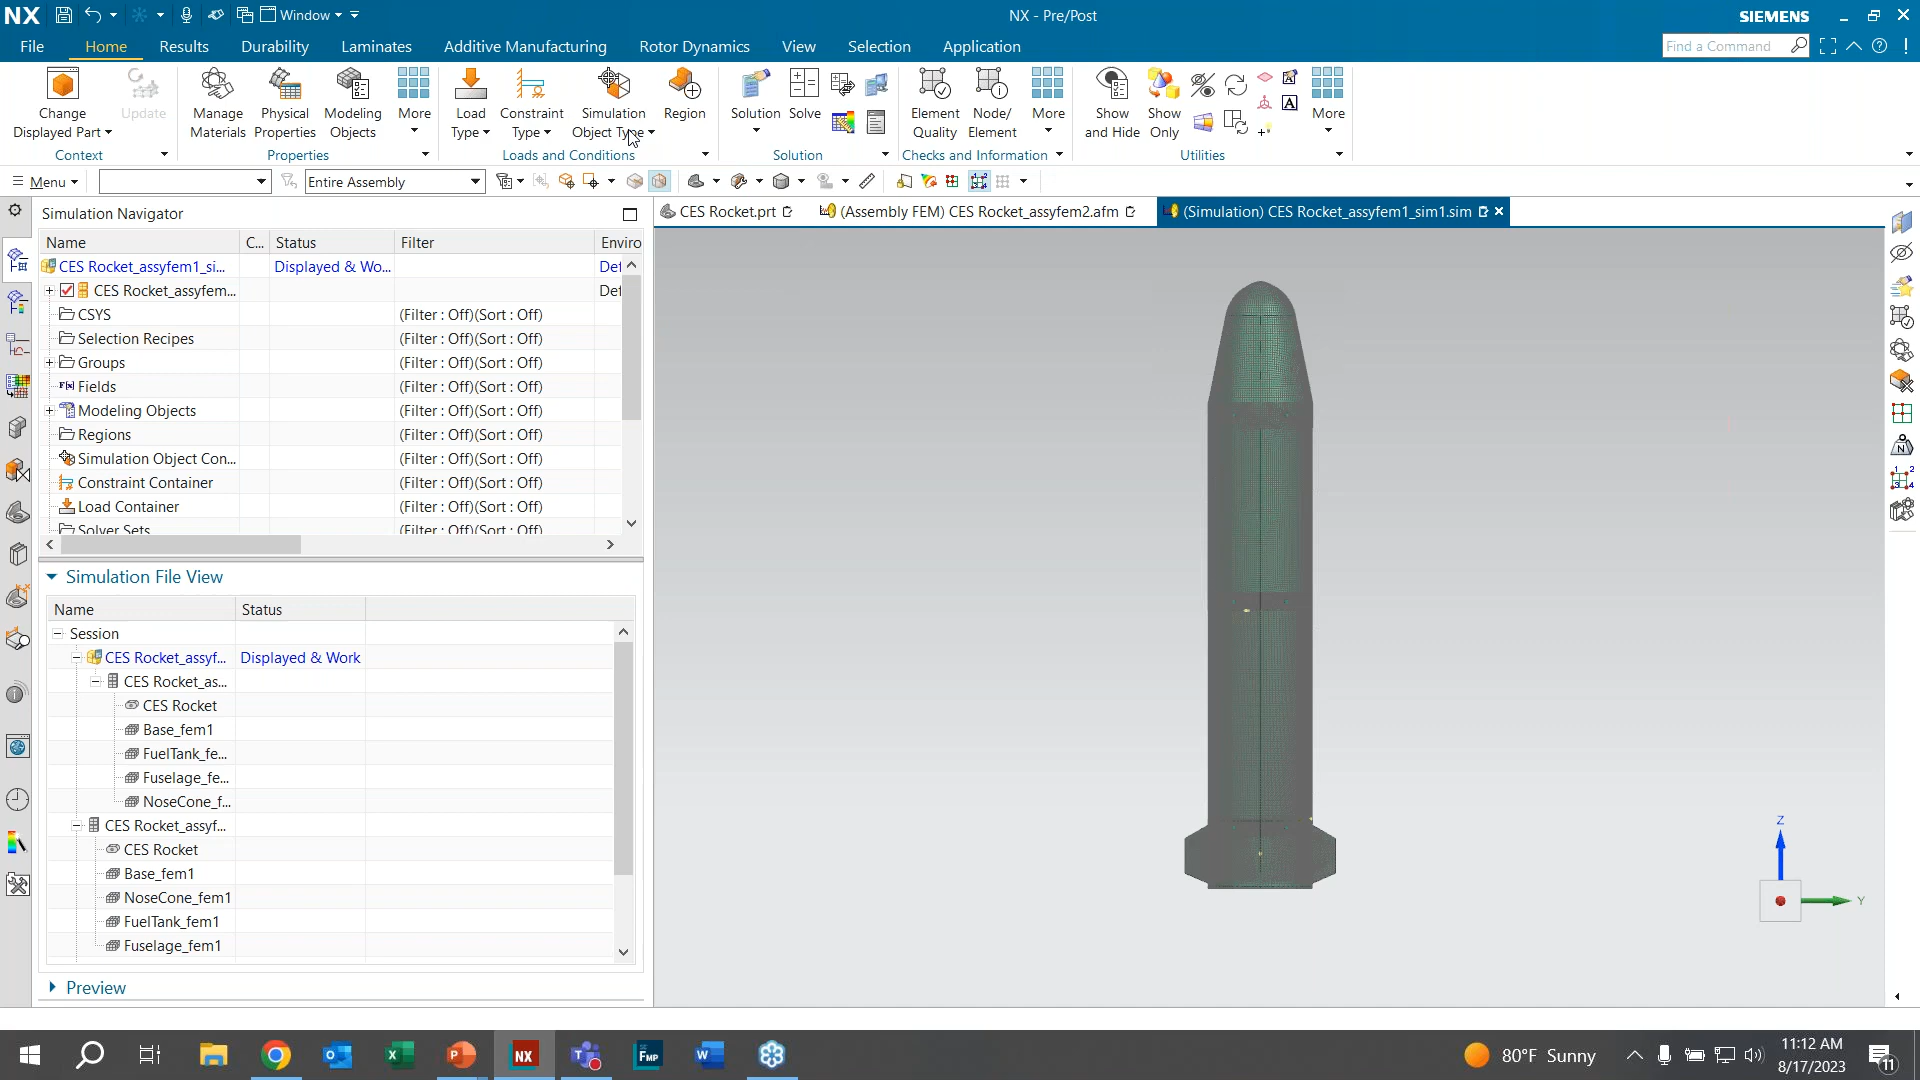 NX Window NX - Pre/Post SIEMENS
File Home Results Durability Laminates Additive Manufacturing Rotor Dynamics View Selection Application Find a Command
Change Displayed Part Update Manage Materials Physical Properties Modeling Objects More Load Type Constraint Type Simulation Object Type Region Solution Solve Element Quality Node/ Element More Show and Hide Show Only More
Context Properties Loads and Conditions Solution Checks and Information Utilities
Menu Entire Assembly
Simulation Navigator
CES Rocket.prt (Assembly FEM) CES Rocket_assyfem2.afm (Simulation) CES Rocket_assyfem1_sim1.sim
Name C... Status Filter Enviro
CES Rocket_assyfem1_si... Displayed & Wo... Def
CES Rocket_assyfem... Def
CSYS (Filter : Off)(Sort : Off)
Selection Recipes (Filter : Off)(Sort : Off)
Groups (Filter : Off)(Sort : Off)
Fields (Filter : Off)(Sort : Off)
Modeling Objects (Filter : Off)(Sort : Off)
Regions (Filter : Off)(Sort : Off)
Simulation Object Con... (Filter : Off)(Sort : Off)
Constraint Container (Filter : Off)(Sort : Off)
Load Container (Filter : Off)(Sort : Off)
Solver Sets (Filter : Off)(Sort : Off)
Simulation File View
Name Status
Session
CES Rocket_assyf... Displayed & Work
CES Rocket_as...
CES Rocket
Base_fem1
FuelTank_fe...
Fuselage_fe...
NoseCone_f...
CES Rocket_assyf...
CES Rocket
Base_fem1
NoseCone_fem1
FuelTank_fem1
Fuselage_fem1
Preview
Z
Y
80°F Sunny
11:12 AM
8/17/2023
11